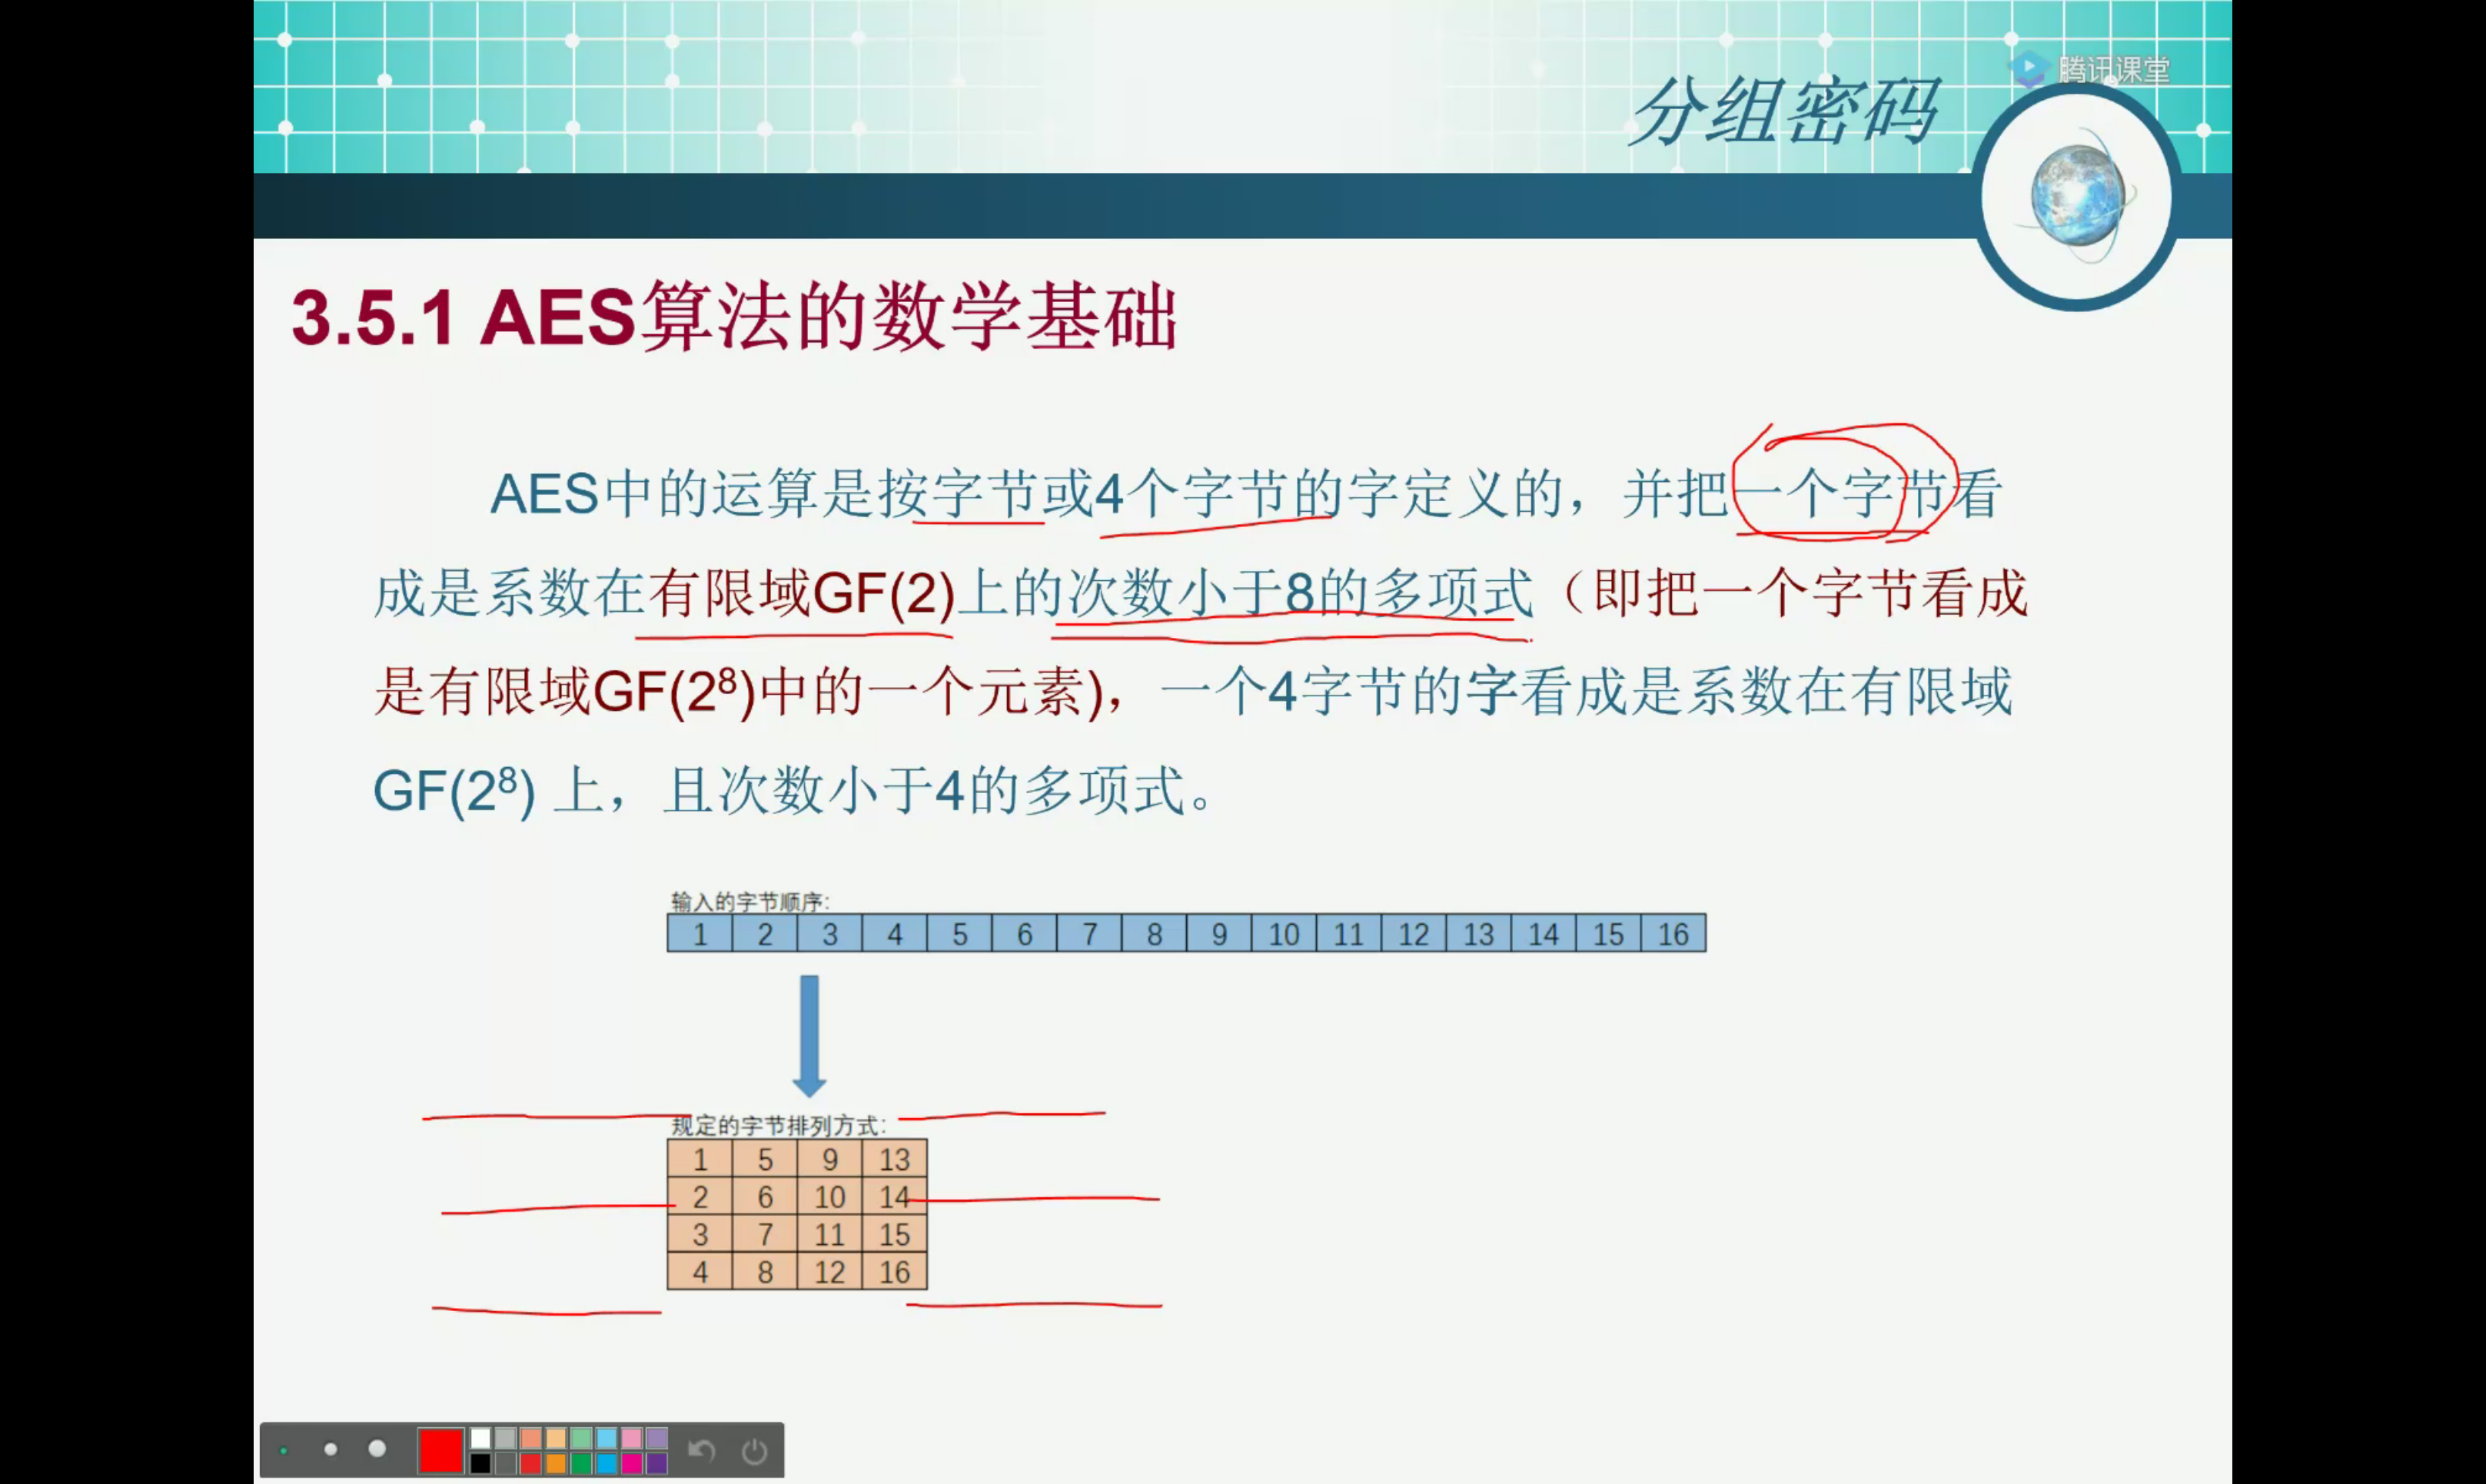 腾讯课堂
分组密码
3.5.1 AES算法的数学基础
AES中的运算是按字节或4个字节的字定义的，并把一个字节看
成是系数在有限域GF(2)上的次数小于8的多项式（即把一个字节看成
是有限域GF(2⁸)中的一个元素)，一个4字节的字看成是系数在有限域
GF(2⁸) 上，且次数小于4的多项式。
输入的字节顺序:
1 2 3 4 5 6 7 8 9 10 11 12 13 14 15 16
规定的字节排列方式:
1 5 9 13
2 6 10 14
3 7 11 15
4 8 12 16